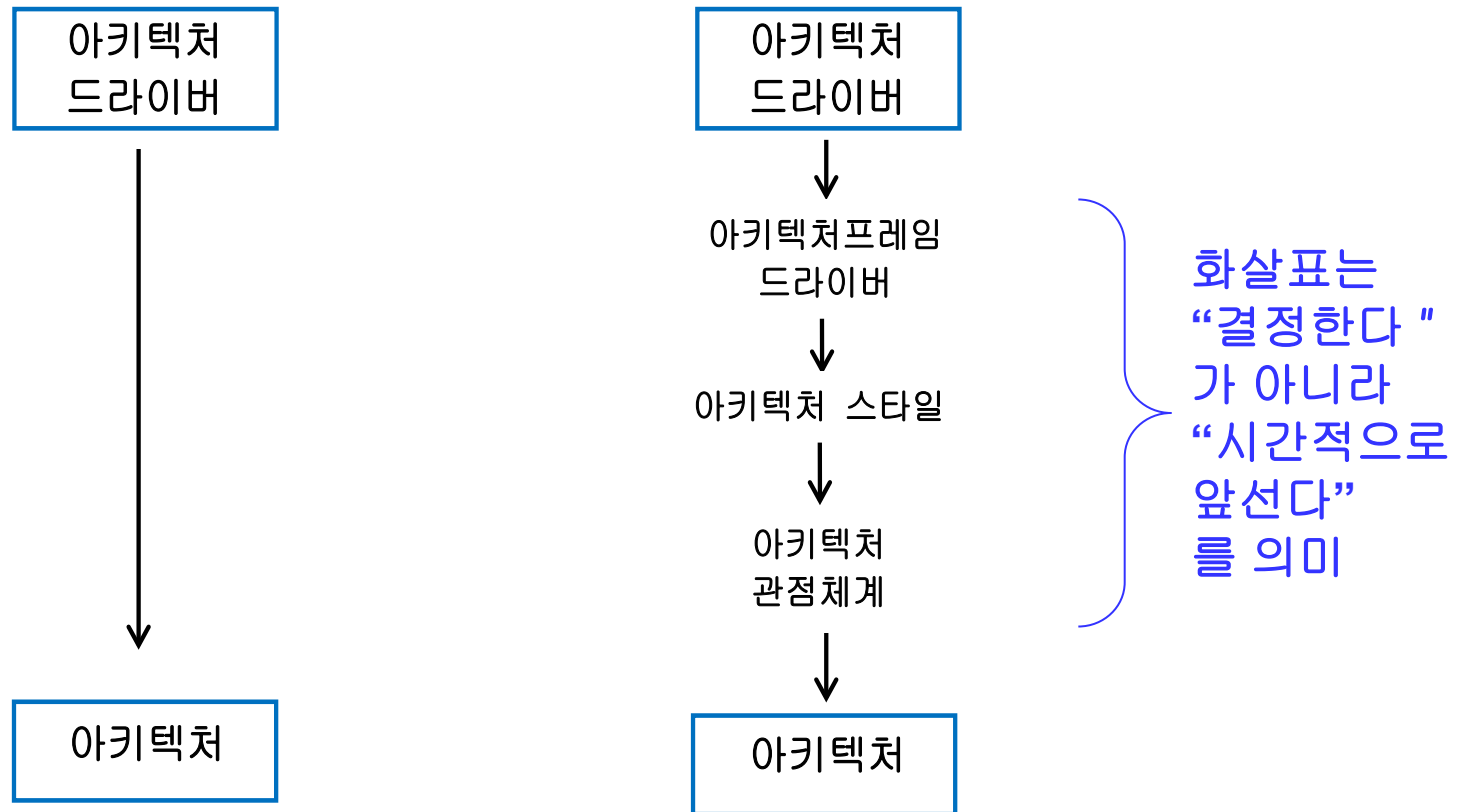 아키텍처
드라이버
아키텍처
아키텍처
드라이버
아키텍처프레임
드라이버
아키텍처 스타일
아키텍처
관점체계
아키텍처
화살표는
“결정한다 ”
가 아니라
“시간적으로
앞선다”
를 의미